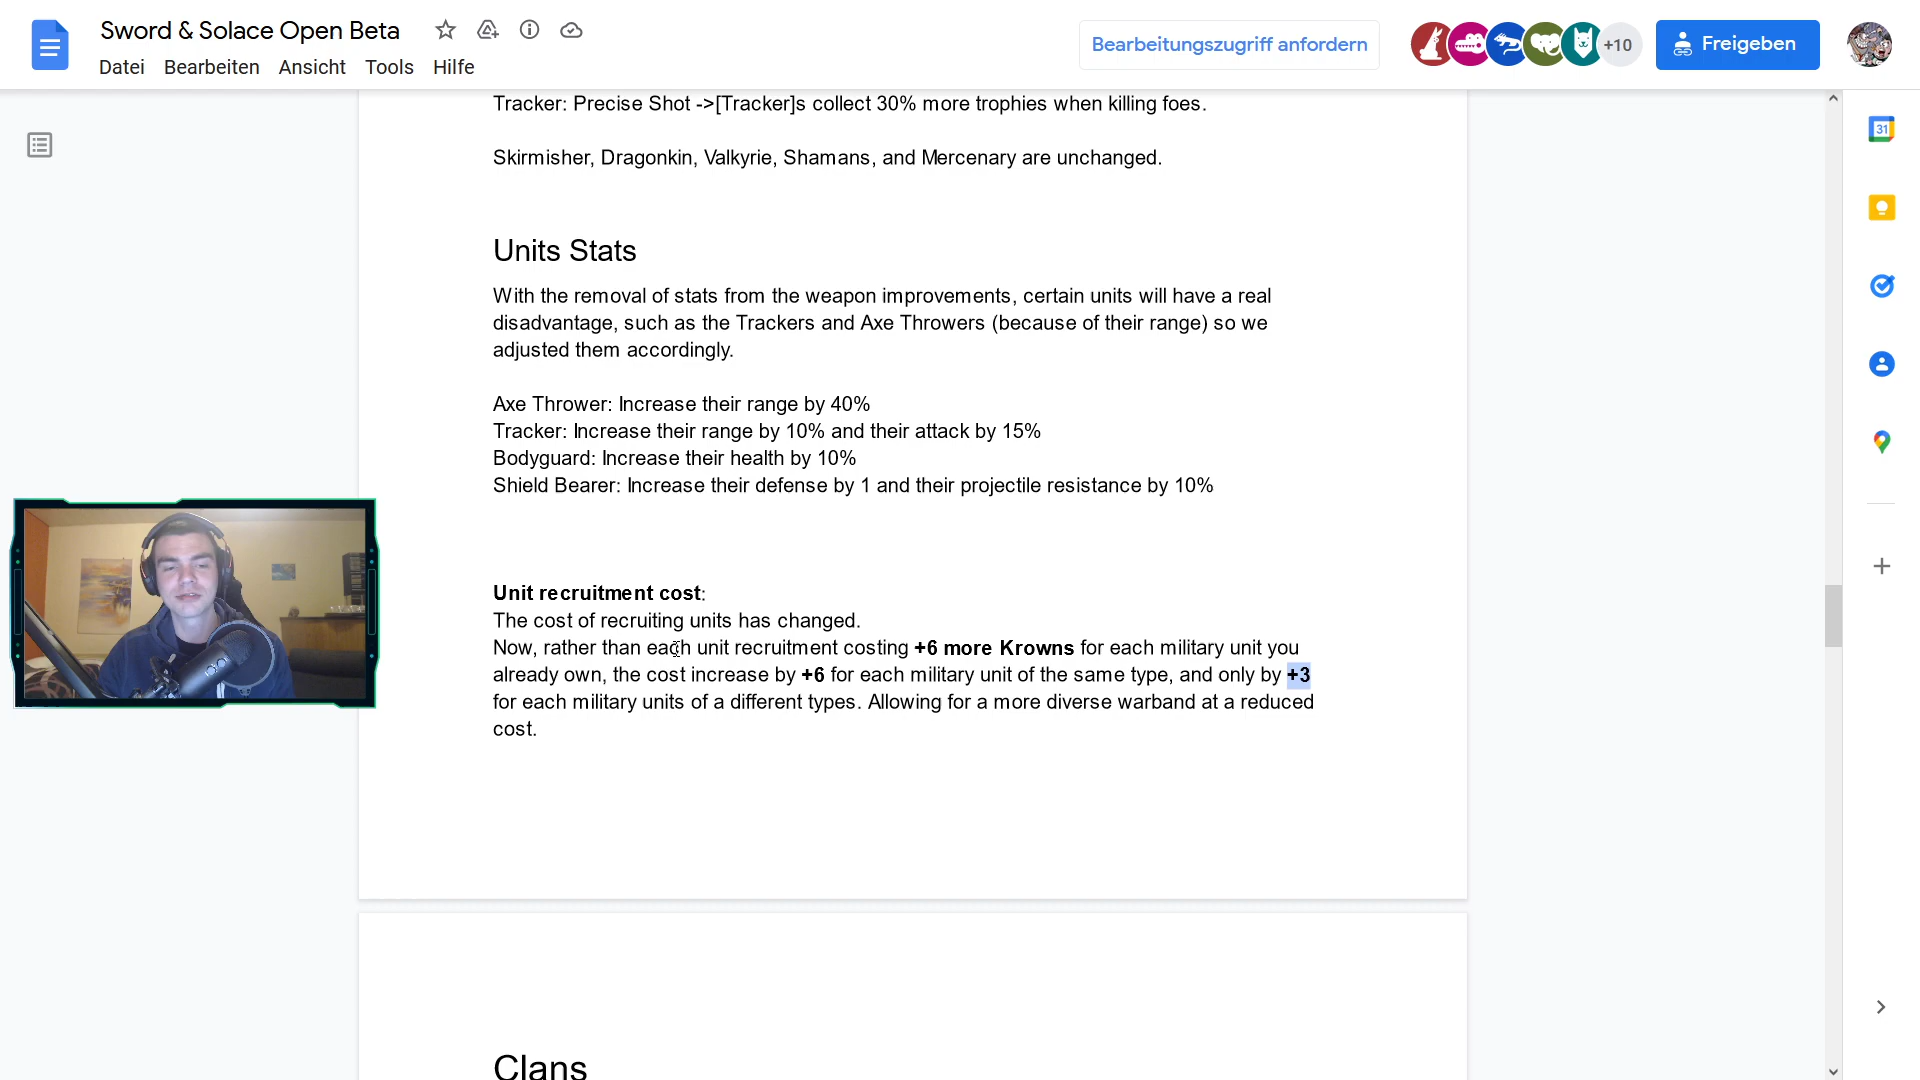 Sword & Solace Open Beta
Datei Bearbeiten Ansicht Tools Hilfe
Bearbeitungszugriff anfordern
+10
Freigeben
31
Tracker: Precise Shot ->[Tracker]s collect 30% more trophies when killing foes.
Skirmisher, Dragonkin, Valkyrie, Shamans, and Mercenary are unchanged.
Units Stats
With the removal of stats from the weapon improvements, certain units will have a real
disadvantage, such as the Trackers and Axe Throwers (because of their range) so we
adjusted them accordingly.
Axe Thrower: Increase their range by 40%
Tracker: Increase their range by 10% and their attack by 15%
Bodyguard: Increase their health by 10%
Shield Bearer: Increase their defense by 1 and their projectile resistance by 10%
Unit recruitment cost:
The cost of recruiting units has changed.
Now, rather than each unit recruitment costing +6 more Krowns for each military unit you
already own, the cost increase by +6 for each military unit of the same type, and only by +3
for each military units of a different types. Allowing for a more diverse warband at a reduced
cost.
Clans